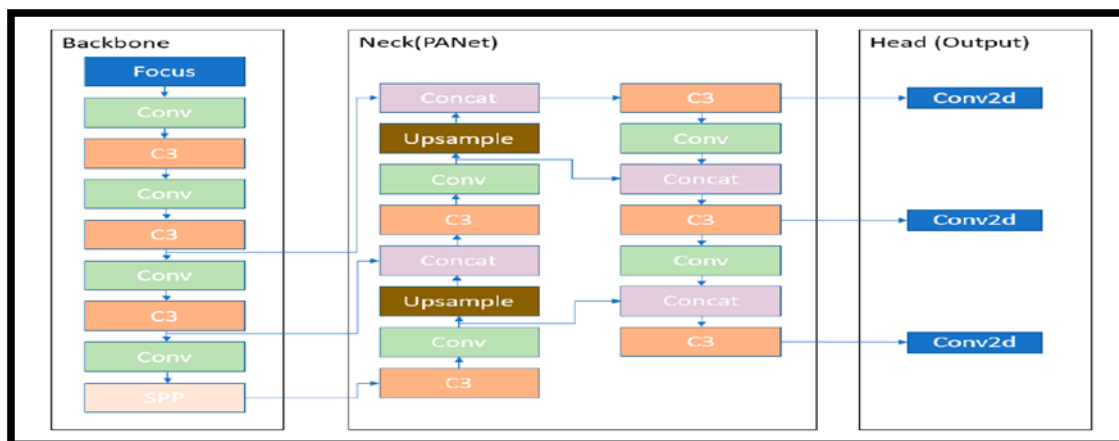 Backbone
Focus
Conv
C3
Conv
C3
Conv
C3
Conv
SPP
Neck(PANet)
Concat
Upsample
Conv
C3
Concat
Upsample
Conv
C3
C3
Conv
Concat
C3
Conv
Concat
C3
Head (Output)
Conv2d
Conv2d
Conv2d